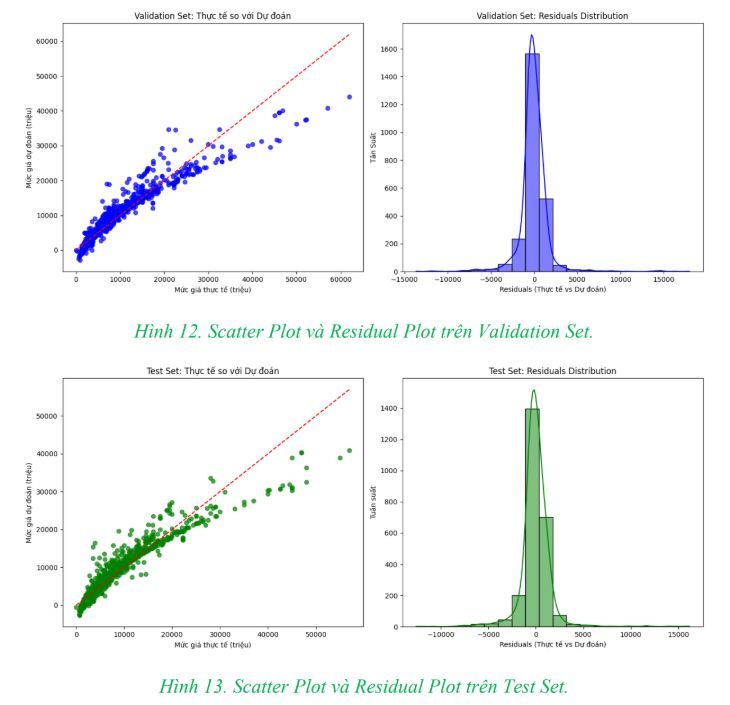 Validation Set: Thực tế so với Dự đoán
Mức giá dự đoán (triệu)
60000
50000
40000
30000
20000
10000
0
0 10000 20000 30000 40000 50000 60000
Mức giá thực tế (triệu)
Validation Set: Residuals Distribution
Tần Suất
1600
1400
1200
1000
800
600
400
200
0
−15000 −10000 −5000 0 5000 10000 15000
Residuals (Thực tế vs Dự đoán)
Hình 12. Scatter Plot và Residual Plot trên Validation Set.
Test Set: Thực tế so với Dự đoán
Mức giá dự đoán (triệu)
50000
40000
30000
20000
10000
0
0 10000 20000 30000 40000 50000
Mức giá thực tế (triệu)
Test Set: Residuals Distribution
Tuần suất
1400
1200
1000
800
600
400
200
0
−10000 −5000 0 5000 10000 15000
Residuals (Thực tế vs Dự đoán)
Hình 13. Scatter Plot và Residual Plot trên Test Set.